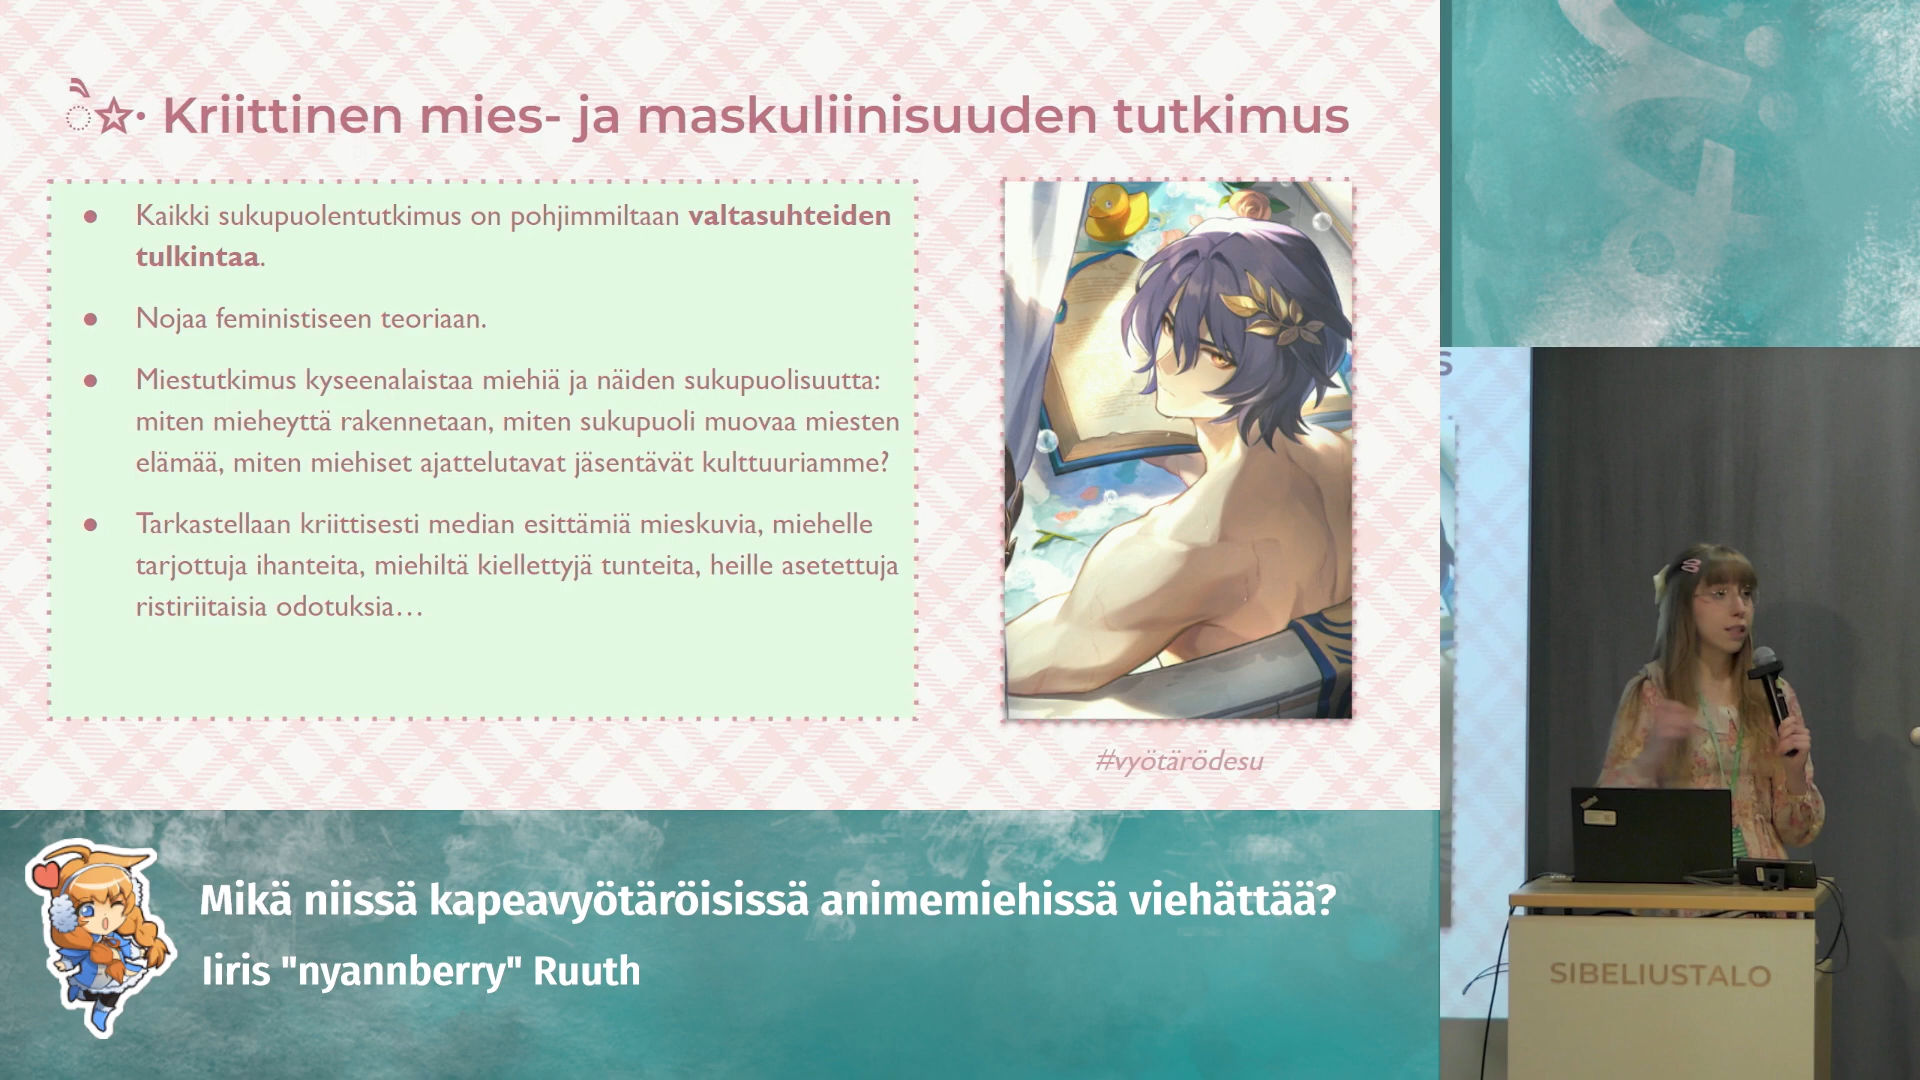 Kriittinen mies- ja maskuliinisuuden tutkimus
Kaikki sukupuolentutkimus on pohjimmiltaan valtasuhteiden
tulkintaa.
Nojaa feministiseen teoriaan.
Miestutkimus kyseenalaistaa miehiä ja näiden sukupuolisuutta:
miten mieheyttä rakennetaan, miten sukupuoli muovaa miesten
elämää, miten miehiset ajattelutavat jäsentävät kulttuuriamme?
Tarkastellaan kriittisesti median esittämiä mieskuvia, miehelle
tarjottuja ihanteita, miehiltä kiellettyjä tunteita, heille asetettuja
ristiriitaisia odotuksia…
#vyötärödesu
Mikä niissä kapeavyötäröisissä animemiehissä viehättää?
Iiris "nyannberry" Ruuth
S
SIBELIUSTALO